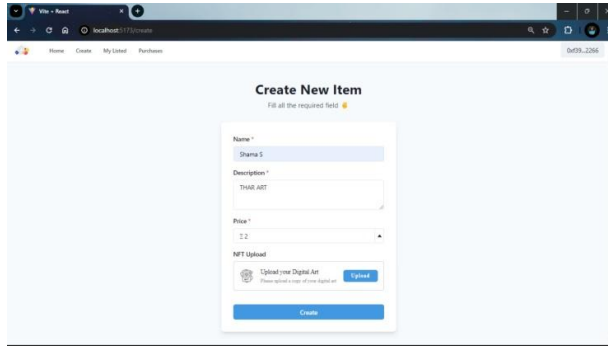 Vite + React
localhost:5173/create
Home Create My Listed Purchases 0xf39...2266
Create New Item
Fill all the required field
Name *
Shama S
Description *
THAR ART
Price *
Ξ 2
NFT Upload
Upload your Digital Art
Please upload a copy of your digital art
Upload
Create